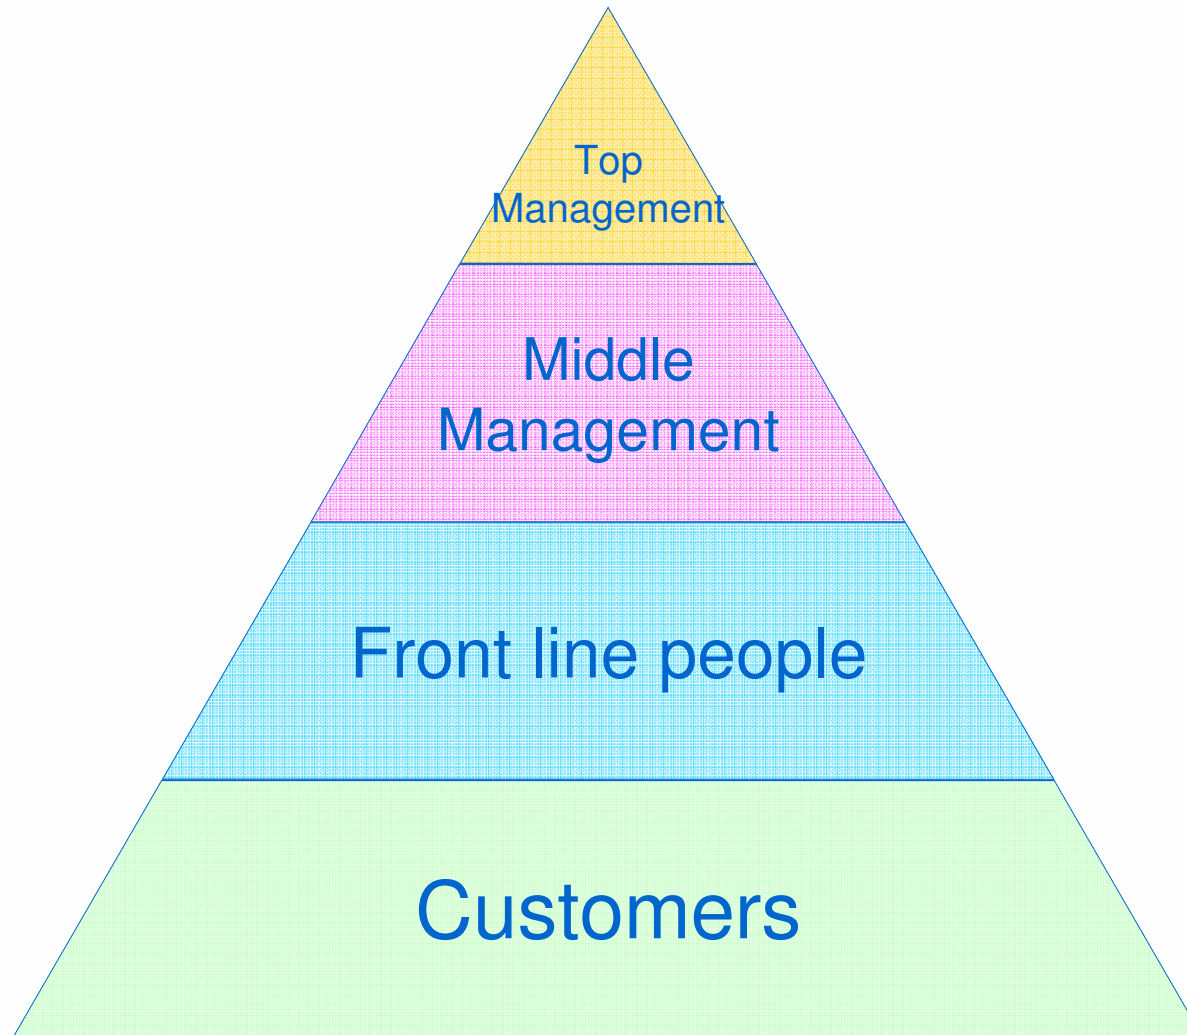 Top
Management
Middle
Management
Front line people
Customers